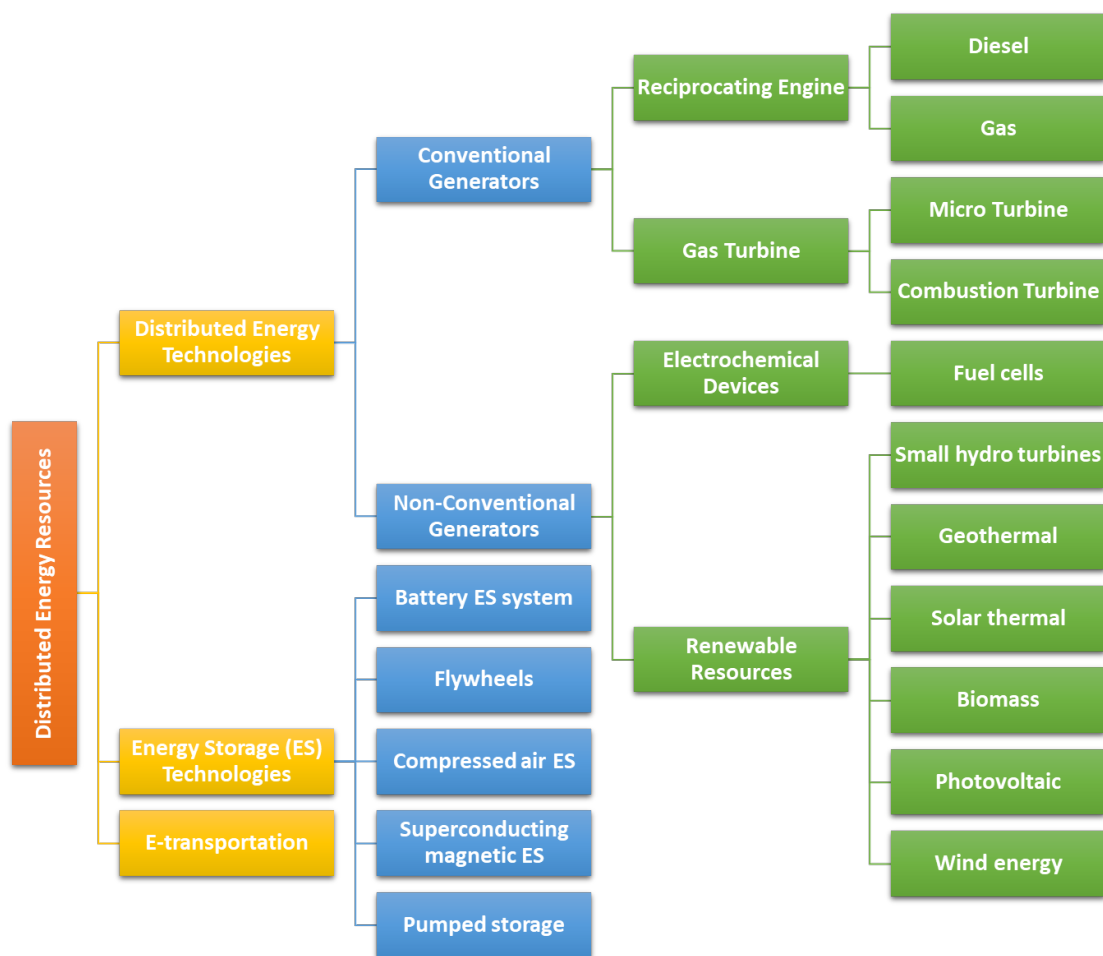 Distributed Energy Resources
Distributed Energy
Technologies
Energy Storage (ES)
Technologies
E-transportation
Conventional
Generators
Non-Conventional
Generators
Battery ES system
Flywheels
Compressed air ES
Superconducting
magnetic ES
Pumped storage
Reciprocating Engine
Gas Turbine
Electrochemical
Devices
Renewable
Resources
Diesel
Gas
Micro Turbine
Combustion Turbine
Fuel cells
Small hydro turbines
Geothermal
Solar thermal
Biomass
Photovoltaic
Wind energy